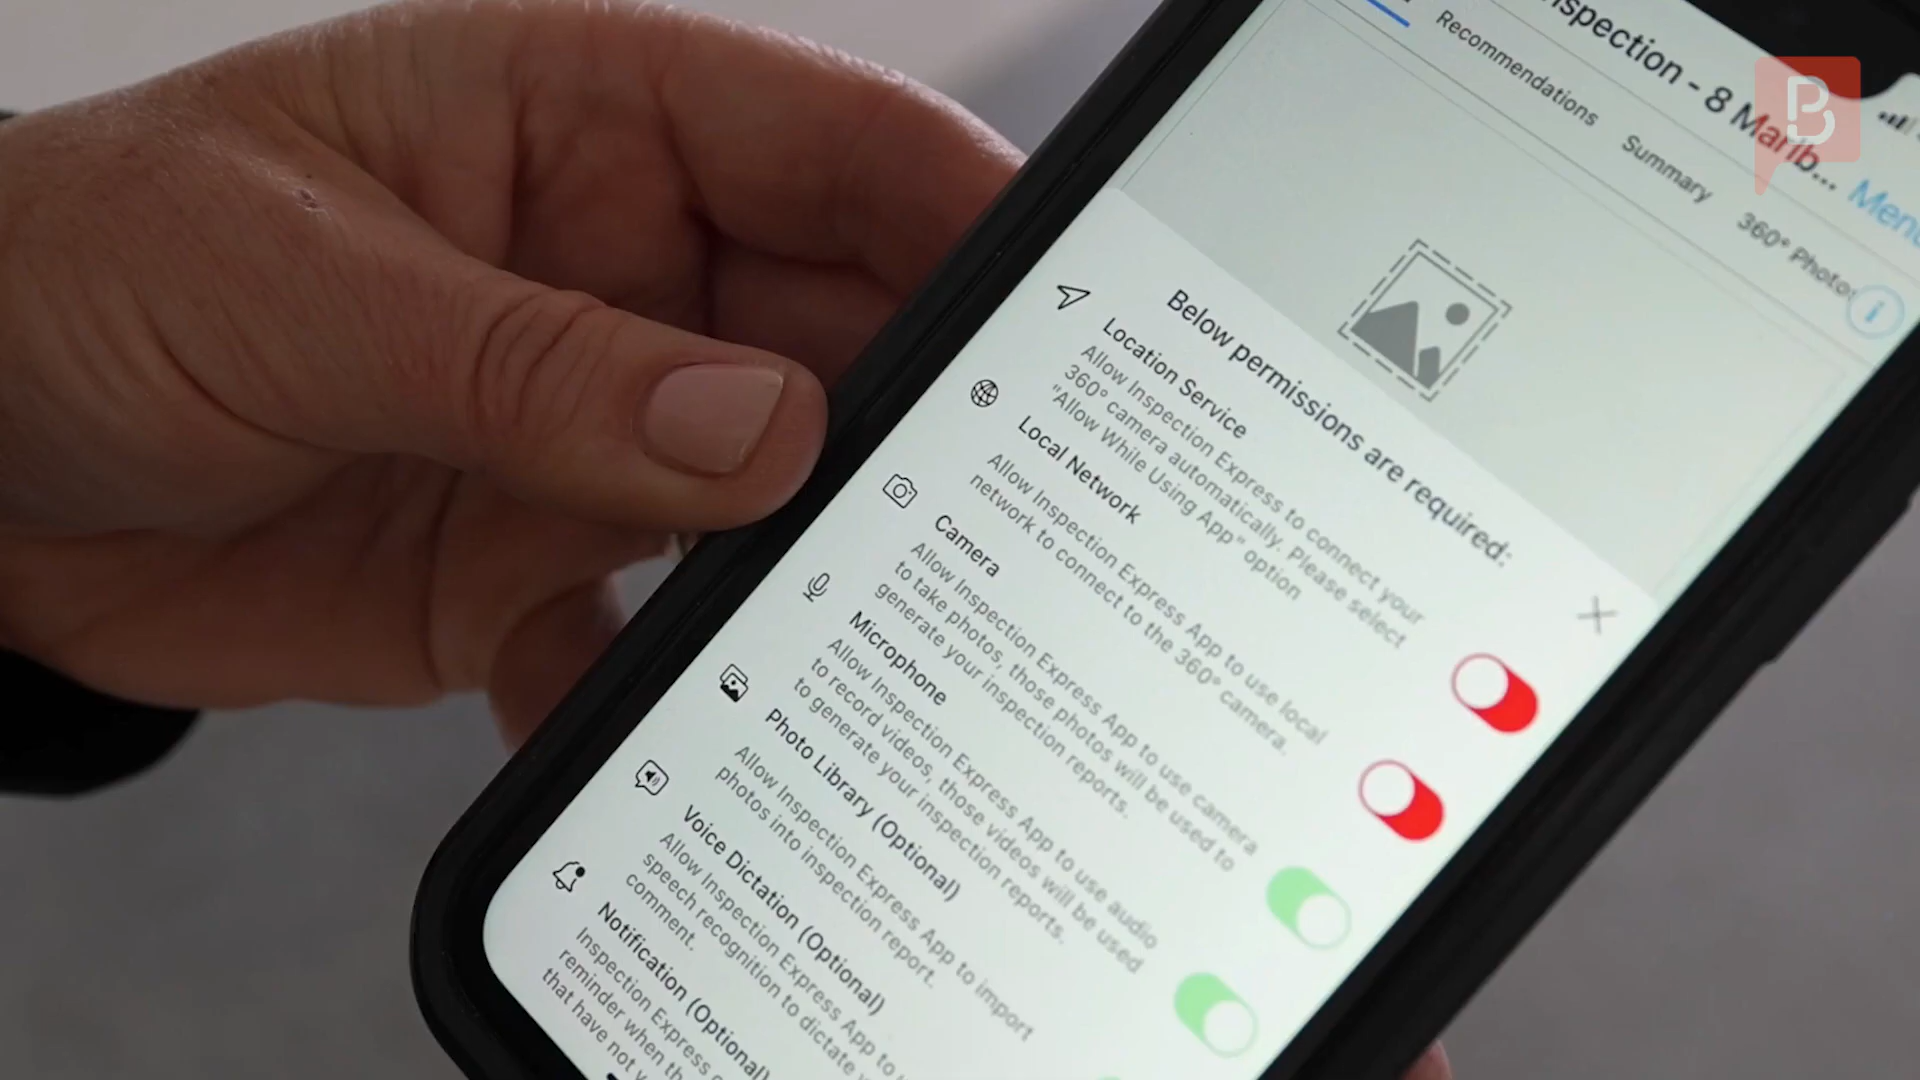 nspection - 8 Marib...
Menu
Recommendations
Summary
360° Photos
Below permissions are required:
Location Service
Allow Inspection Express to connect your
360° camera automatically. Please select
"Allow While Using App" option
Local Network
Allow Inspection Express App to use local
network to connect to the 360° camera.
Camera
Allow Inspection Express App to use camera
to take photos, those photos will be used to
generate your inspection reports.
Microphone
Allow Inspection Express App to use audio
to record videos, those videos will be used
to generate your inspection reports.
Photo Library (Optional)
Allow Inspection Express App to import
photos into inspection report.
Voice Dictation (Optional)
Allow Inspection Express App to
speech recognition to dictate
comment.
Notification (Optional)
Inspection Express
reminder when th
that have not
B